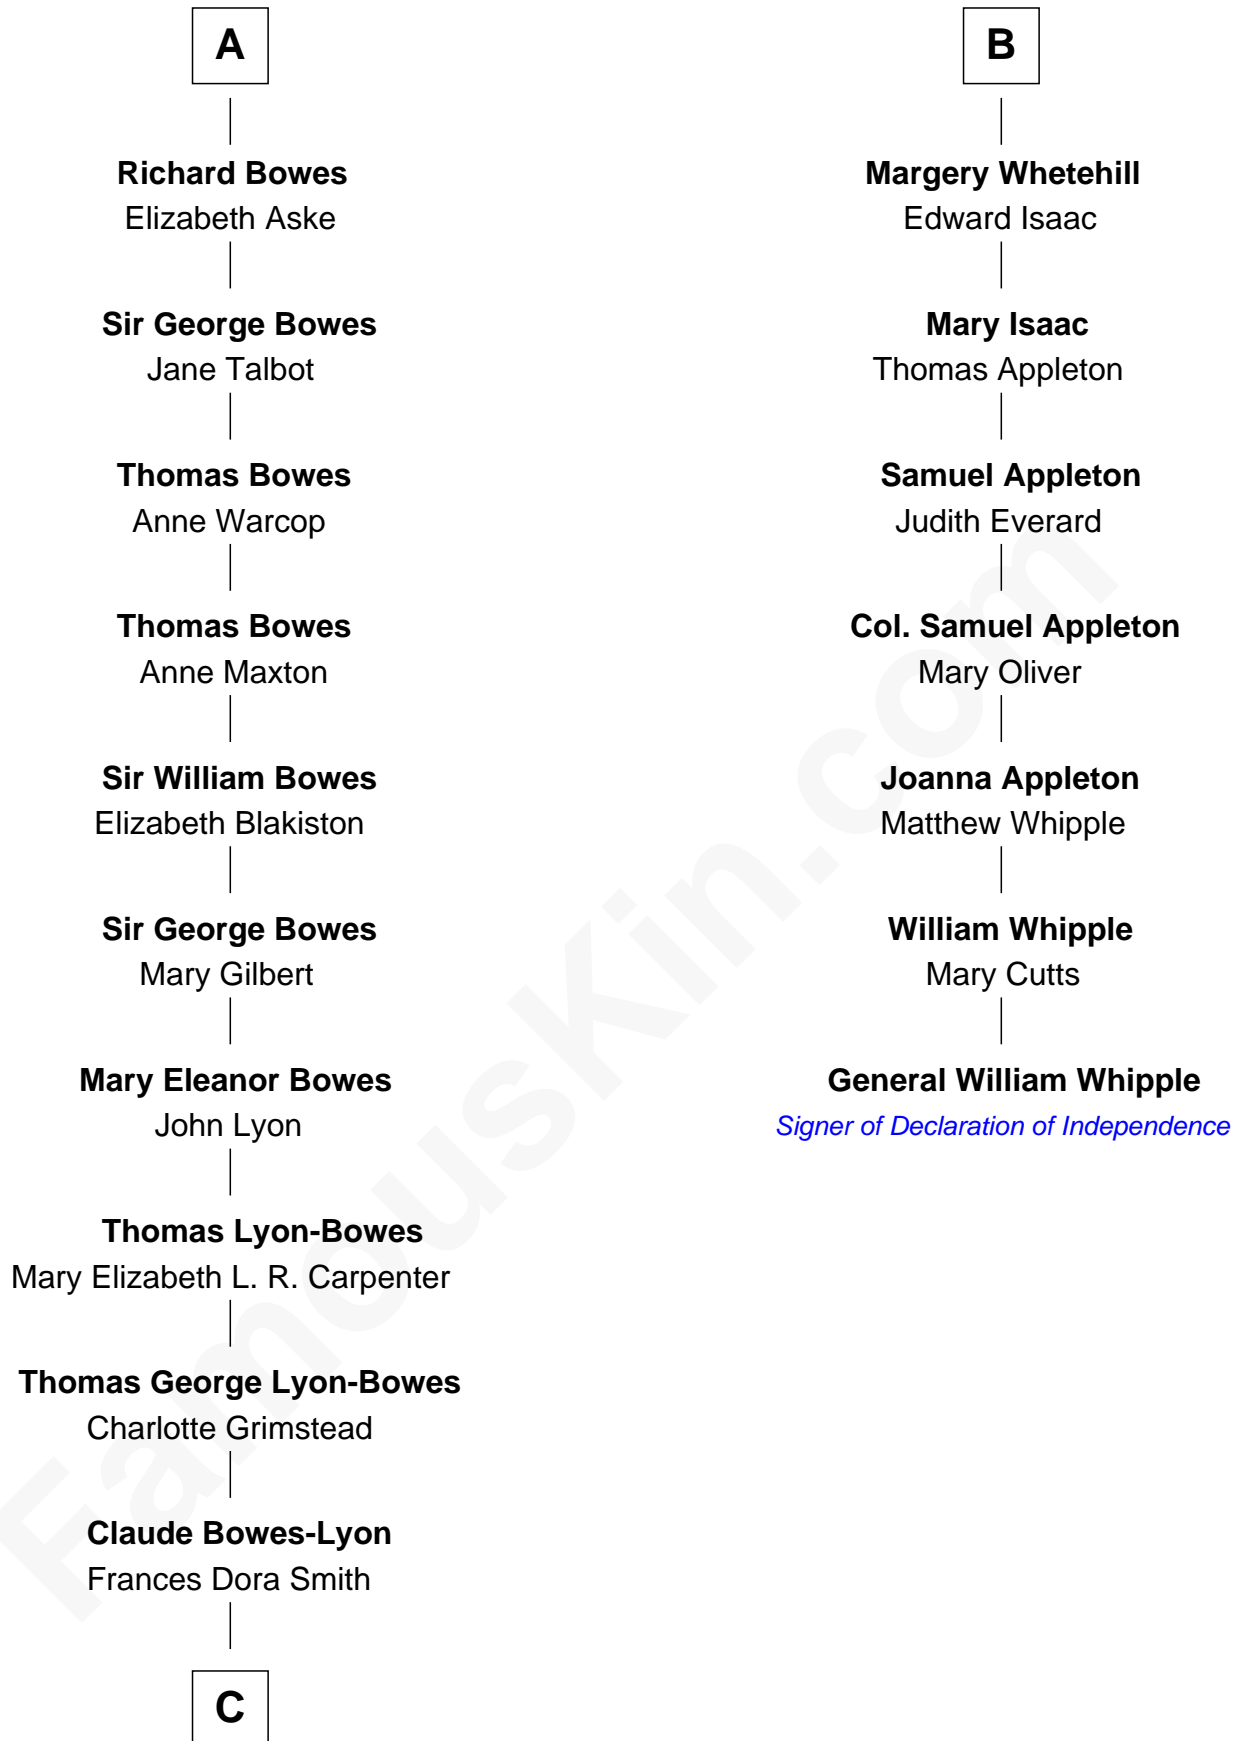 A
Richard Bowes
Elizabeth Aske
Sir George Bowes
Jane Talbot
Thomas Bowes
Anne Warcop
Thomas Bowes
Anne Maxton
Sir William Bowes
Elizabeth Blakiston
Sir George Bowes
Mary Gilbert
Mary Eleanor Bowes
John Lyon
Thomas Lyon-Bowes
Mary Elizabeth L. R. Carpenter
Thomas George Lyon-Bowes
Charlotte Grimstead
Claude Bowes-Lyon
Frances Dora Smith
C
B
Margery Whetehill
Edward Isaac
Mary Isaac
Thomas Appleton
Samuel Appleton
Judith Everard
Col. Samuel Appleton
Mary Oliver
Joanna Appleton
Matthew Whipple
William Whipple
Mary Cutts
General William Whipple
Signer of Declaration of Independence
FamousKin.com